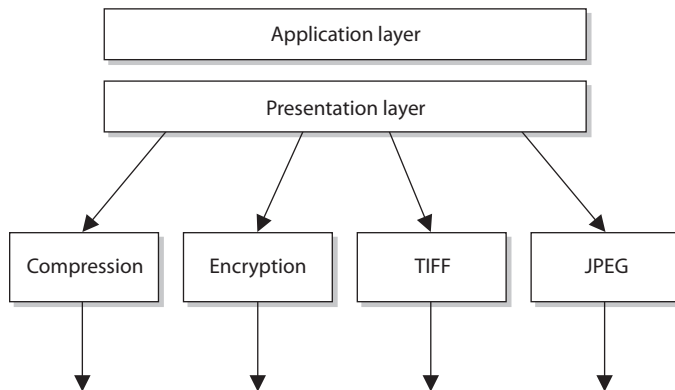 Application layer
Presentation layer
Compression
Encryption
TIFF
JPEG